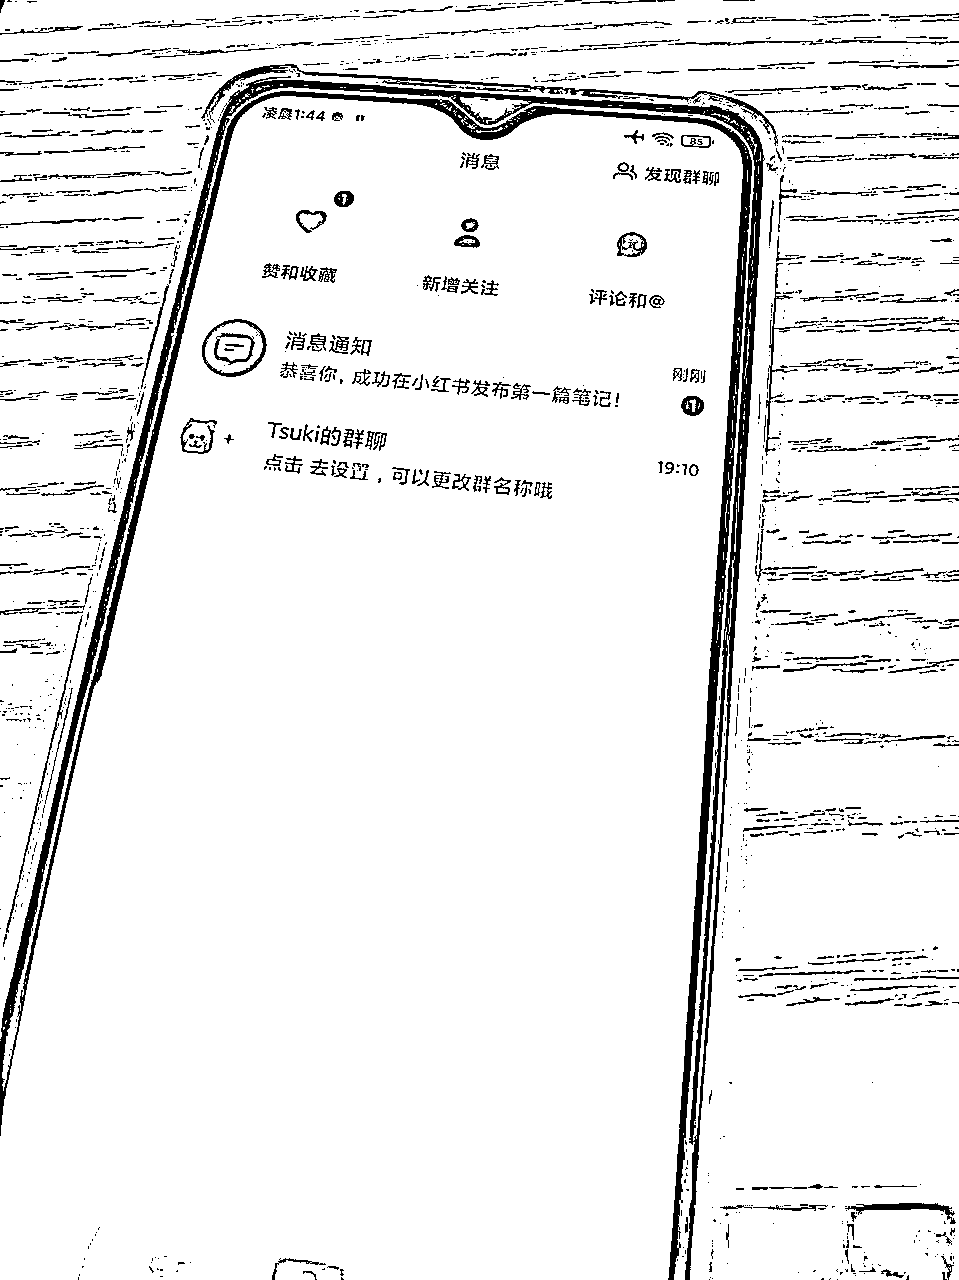 凌晨1:44
85
消息
发现群聊
1
赞和收藏
新增关注
评论和@
消息通知
刚刚
恭喜你，成功在小红书发布第一篇笔记！
1
Tsuki的群聊
19:10
点击 去设置，可以更改群名称哦